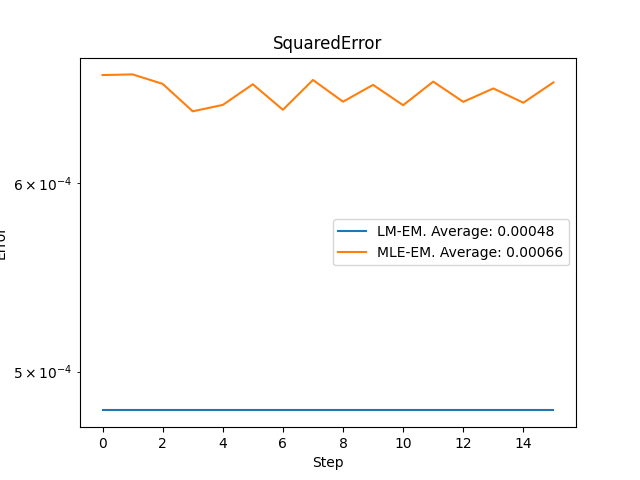 SquaredError
6 × 10⁻⁴
5 × 10⁻⁴
Error
LM-EM. Average: 0.00048
MLE-EM. Average: 0.00066
0 2 4 6 8 10 12 14
Step